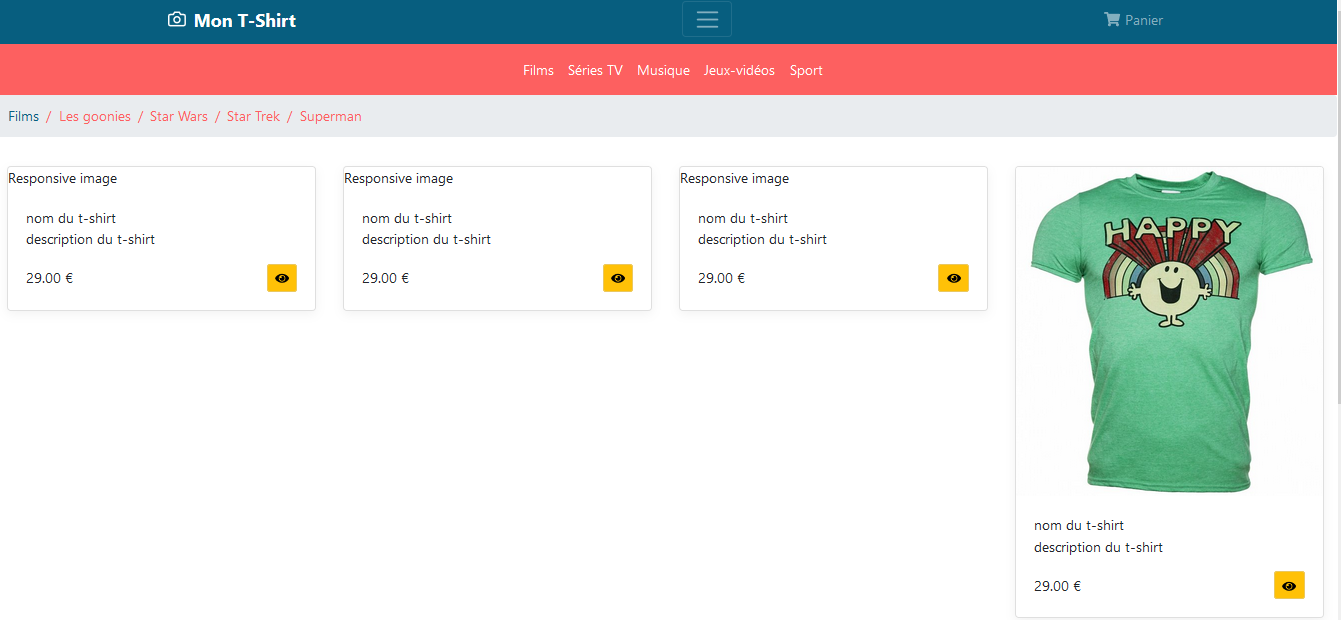 Mon T-Shirt
Panier
Films Séries TV Musique Jeux-vidéos Sport
Films / Les goonies / Star Wars / Star Trek / Superman
Responsive image
nom du t-shirt
description du t-shirt
29.00 €
Responsive image
nom du t-shirt
description du t-shirt
29.00 €
Responsive image
nom du t-shirt
description du t-shirt
29.00 €
HAPPY
nom du t-shirt
description du t-shirt
29.00 €